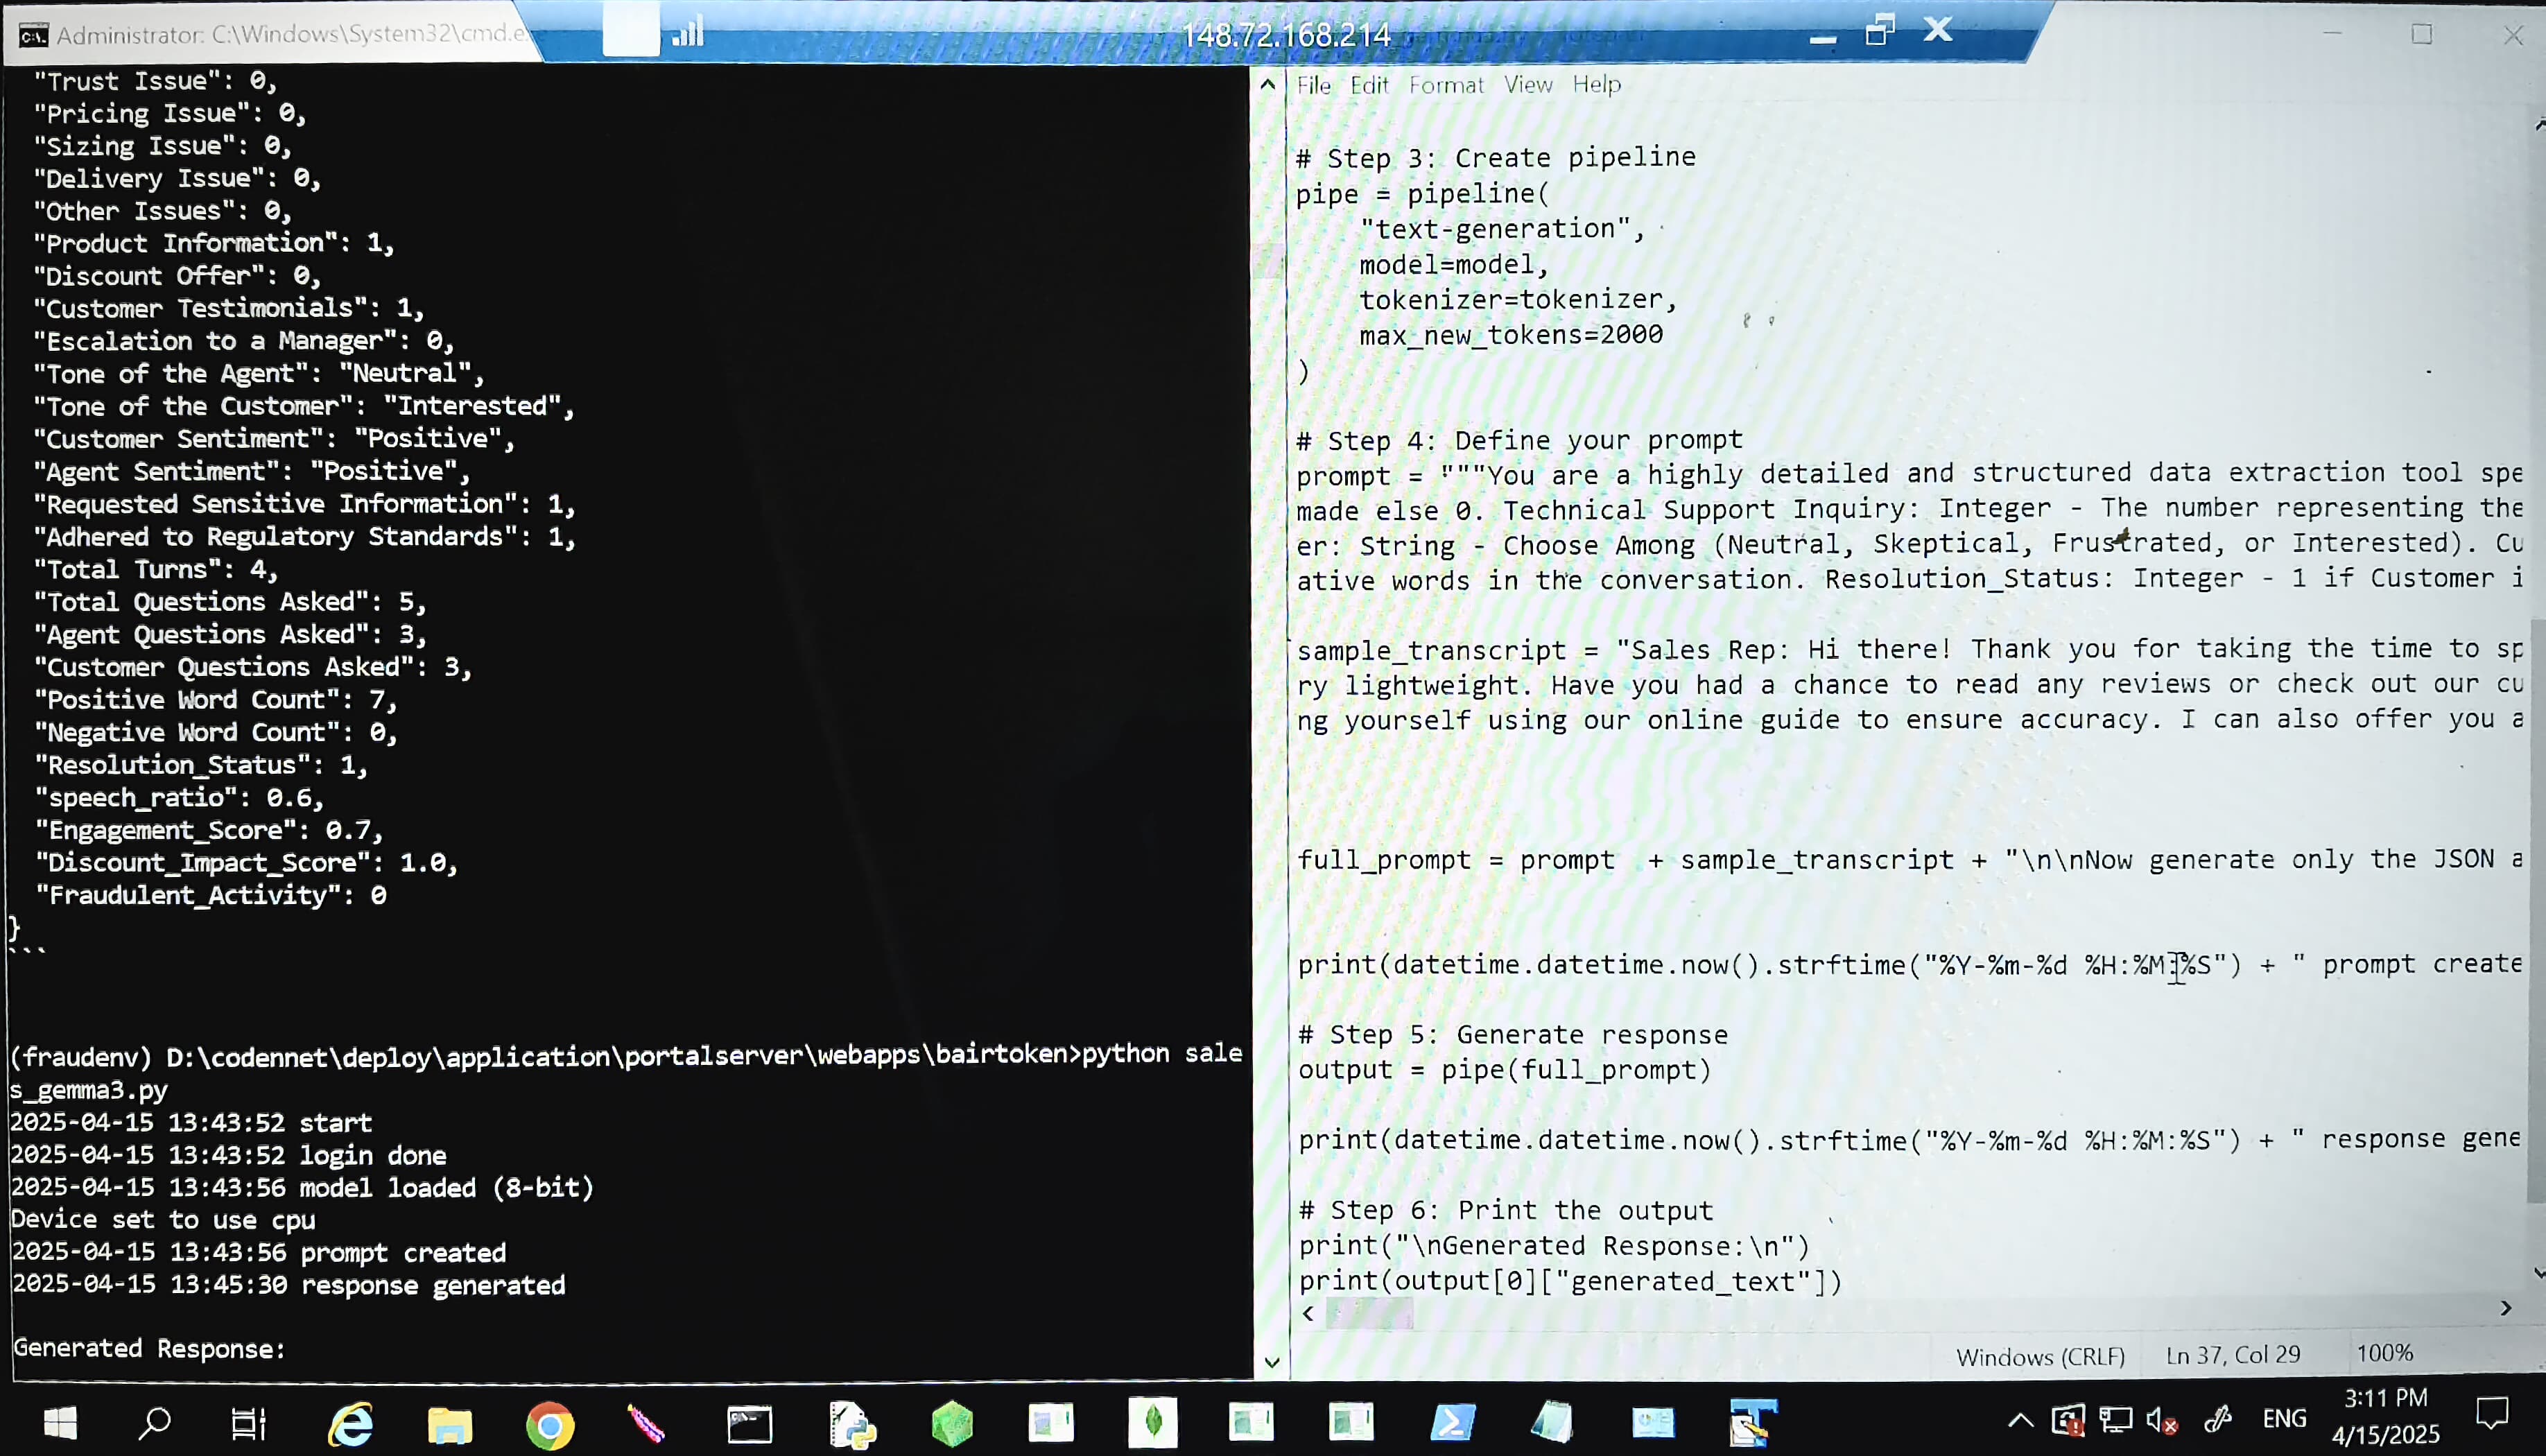 Administrator: C:\Windows\System32\cmd.e
148.72.168.214
"Trust Issue": 0,
"Pricing Issue": 0,
"Sizing Issue": 0,
"Delivery Issue": 0,
"Other Issues": 0,
"Product Information": 1,
"Discount Offer": 0,
"Customer Testimonials": 1,
"Escalation to a Manager": 0,
"Tone of the Agent": "Neutral",
"Tone of the Customer": "Interested",
"Customer Sentiment": "Positive",
"Agent Sentiment": "Positive",
"Requested Sensitive Information": 1,
"Adhered to Regulatory Standards": 1,
"Total Turns": 4,
"Total Questions Asked": 5,
"Agent Questions Asked": 3,
"Customer Questions Asked": 3,
"Positive Word Count": 7,
"Negative Word Count": 0,
"Resolution_Status": 1,
"speech_ratio": 0.6,
"Engagement_Score": 0.7,
"Discount_Impact_Score": 1.0,
"Fraudulent_Activity": 0
}
```
(fraudenv) D:\codennet\deploy\application\portalserver\webapps\bairtoken>python sale
s_gemma3.py
2025-04-15 13:43:52 start
2025-04-15 13:43:52 login done
2025-04-15 13:43:56 model loaded (8-bit)
Device set to use cpu
2025-04-15 13:43:56 prompt created
2025-04-15 13:45:30 response generated
Generated Response:
File Edit Format View Help
# Step 3: Create pipeline
pipe = pipeline(
"text-generation",
model=model,
tokenizer=tokenizer,
max_new_tokens=2000
)
# Step 4: Define your prompt
prompt = """You are a highly detailed and structured data extraction tool spe
made else 0. Technical Support Inquiry: Integer - The number representing the
er: String - Choose Among (Neutral, Skeptical, Frustrated, or Interested). Cu
ative words in the conversation. Resolution_Status: Integer - 1 if Customer i
sample_transcript = "Sales Rep: Hi there! Thank you for taking the time to sp
ry lightweight. Have you had a chance to read any reviews or check out our cu
ng yourself using our online guide to ensure accuracy. I can also offer you a
full_prompt = prompt + sample_transcript + "\n\nNow generate only the JSON a
print(datetime.datetime.now().strftime("%Y-%m-%d %H:%M:%S") + " prompt create
# Step 5: Generate response
output = pipe(full_prompt)
print(datetime.datetime.now().strftime("%Y-%m-%d %H:%M:%S") + " response gene
# Step 6: Print the output
print("\nGenerated Response:\n")
print(output[0]["generated_text"])
Windows (CRLF) Ln 37, Col 29 100%
ENG
3:11 PM
4/15/2025